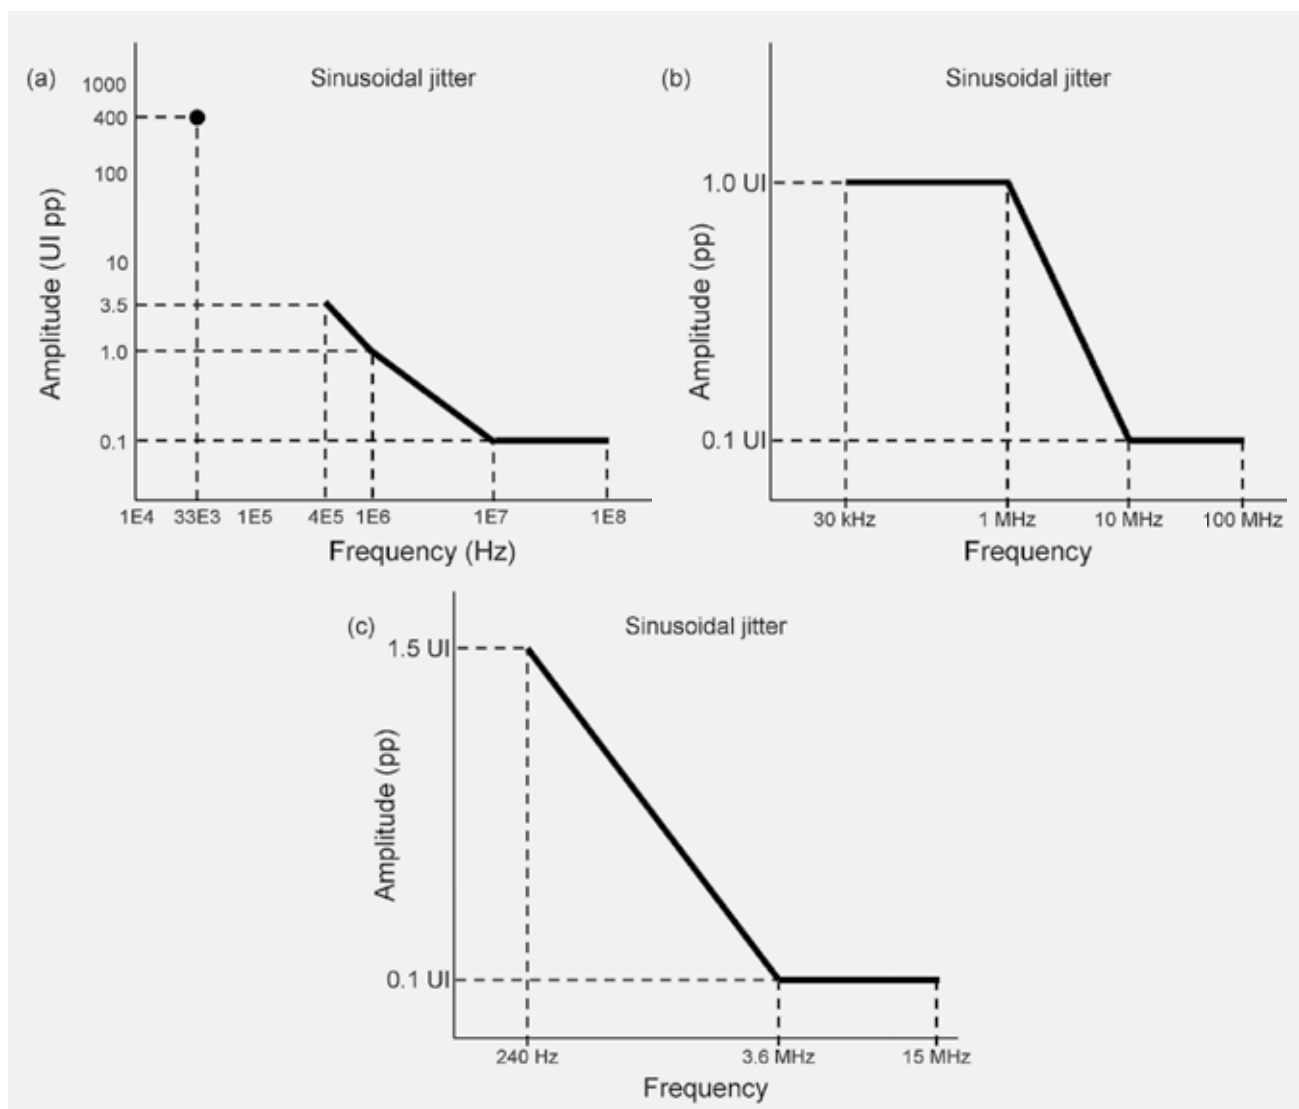 (a)
Sinusoidal jitter
1000
400
100
10
3.5
1.0
0.1
Amplitude (UI pp)
1E4 33E3 1E5 4E5 1E6 1E7 1E8
Frequency (Hz)
(b)
Sinusoidal jitter
1.0 UI
0.1 UI
Amplitude (pp)
30 kHz 1 MHz 10 MHz 100 MHz
Frequency
(c)
Sinusoidal jitter
1.5 UI
0.1 UI
Amplitude (pp)
240 Hz 3.6 MHz 15 MHz
Frequency